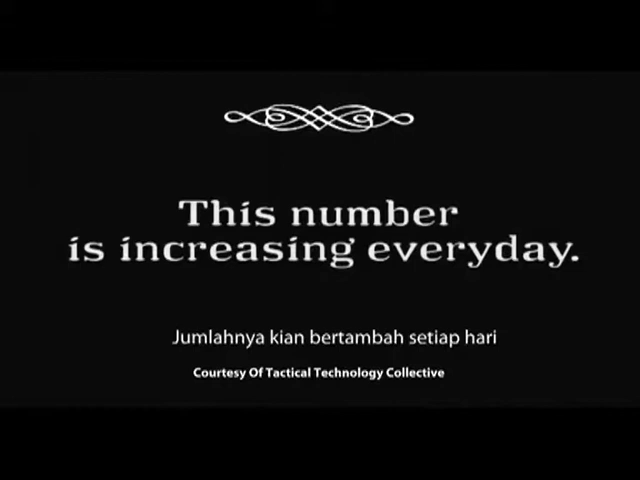 This number
is increasing everyday.
Jumlahnya kian bertambah setiap hari
Courtesy Of Tactical Technology Collective